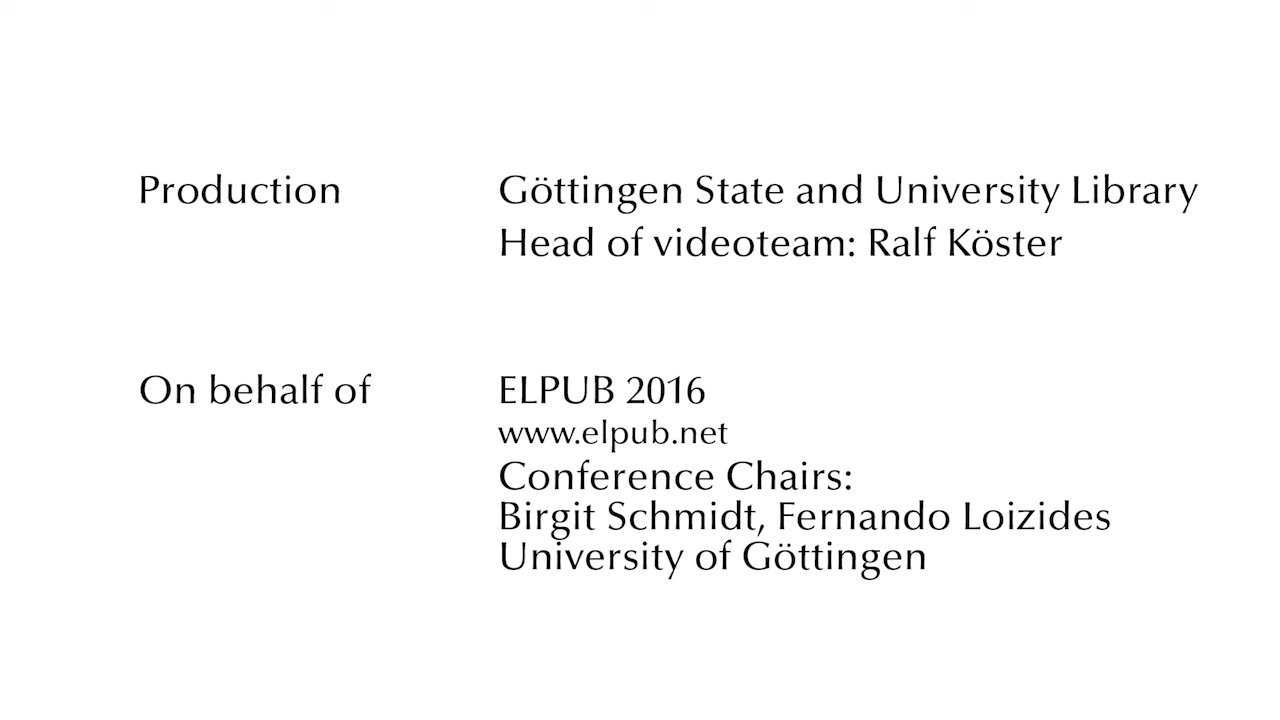 Production Göttingen State and University Library
Head of videoteam: Ralf Köster
On behalf of ELPUB 2016
www.elpub.net
Conference Chairs:
Birgit Schmidt, Fernando Loizides
University of Göttingen